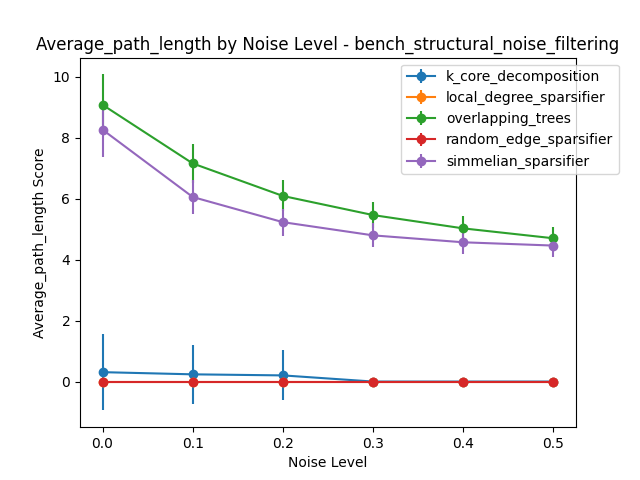 Average_path_length by Noise Level - bench_structural_noise_filtering
k_core_decomposition
local_degree_sparsifier
overlapping_trees
random_edge_sparsifier
simmelian_sparsifier
Average_path_length Score
10
8
6
4
2
0
0.0 0.1 0.2 0.3 0.4 0.5
Noise Level